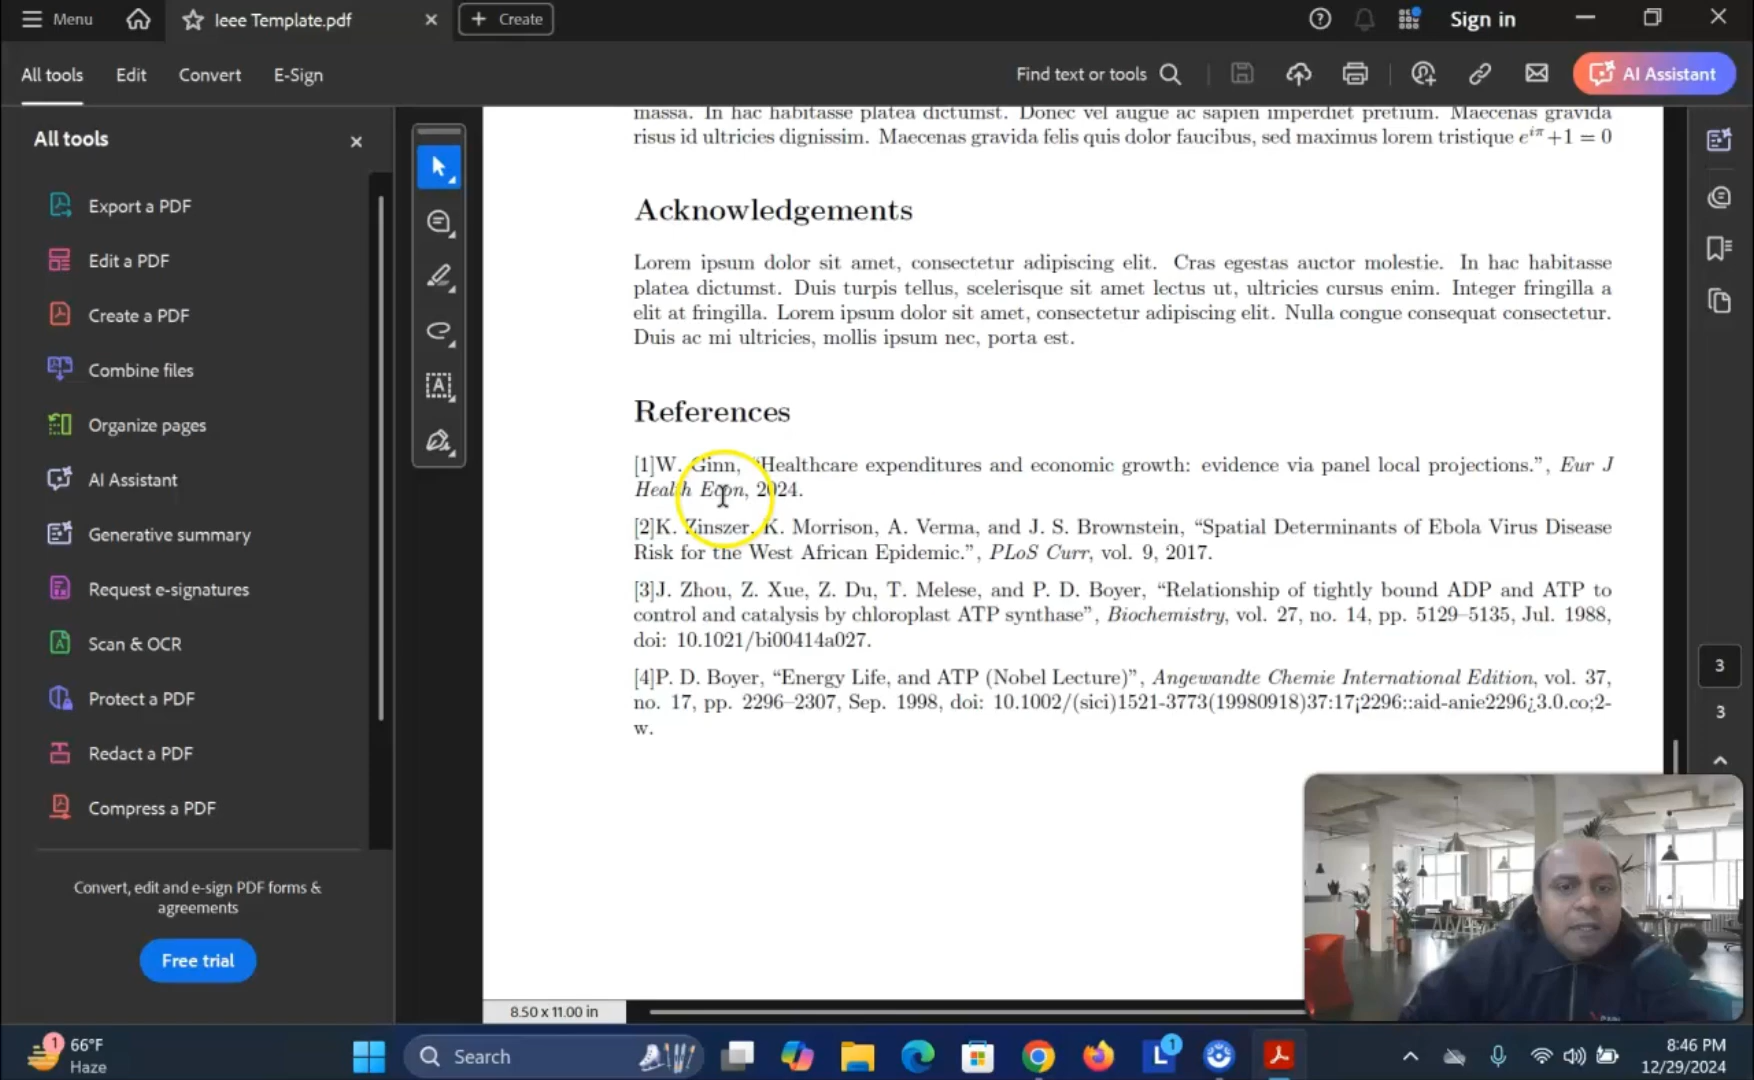 Menu
Ieee Template.pdf
Create
Sign in
All tools
Edit
Convert
E-Sign
Find text or tools
AI Assistant
All tools
Export a PDF
Edit a PDF
Create a PDF
Combine files
Organize pages
AI Assistant
Generative summary
Request e-signatures
Scan & OCR
Protect a PDF
Redact a PDF
Compress a PDF
Convert, edit and e-sign PDF forms &
agreements
Free trial
massa. In hac habitasse platea dictumst. Donec vel augue ac sapien imperdiet pretium. Maecenas gravida
risus id ultricies dignissim. Maecenas gravida felis quis dolor faucibus, sed maximus lorem tristique e^{iπ}+1 = 0
Acknowledgements
Lorem ipsum dolor sit amet, consectetur adipiscing elit. Cras egestas auctor molestie. In hac habitasse
platea dictumst. Duis turpis tellus, scelerisque sit amet lectus ut, ultricies cursus enim. Integer fringilla a
elit at fringilla. Lorem ipsum dolor sit amet, consectetur adipiscing elit. Nulla congue consequat consectetur.
Duis ac mi ultricies, mollis ipsum nec, porta est.
References
[1]W. Ginn, “Healthcare expenditures and economic growth: evidence via panel local projections.”, Eur J
Health Econ, 2024.
[2]K. Zinszer, K. Morrison, A. Verma, and J. S. Brownstein, “Spatial Determinants of Ebola Virus Disease
Risk for the West African Epidemic.”, PLoS Curr, vol. 9, 2017.
[3]J. Zhou, Z. Xue, Z. Du, T. Melese, and P. D. Boyer, “Relationship of tightly bound ADP and ATP to
control and catalysis by chloroplast ATP synthase”, Biochemistry, vol. 27, no. 14, pp. 5129–5135, Jul. 1988,
doi: 10.1021/bi00414a027.
[4]P. D. Boyer, “Energy Life, and ATP (Nobel Lecture)”, Angewandte Chemie International Edition, vol. 37,
no. 17, pp. 2296–2307, Sep. 1998, doi: 10.1002/(sici)1521-3773(19980918)37:17¡2296::aid-anie2296¿3.0.co;2-
w.
3
3
8.50 x 11.00 in
1
66°F
Haze
Search
L
1
8:46 PM
12/29/2024